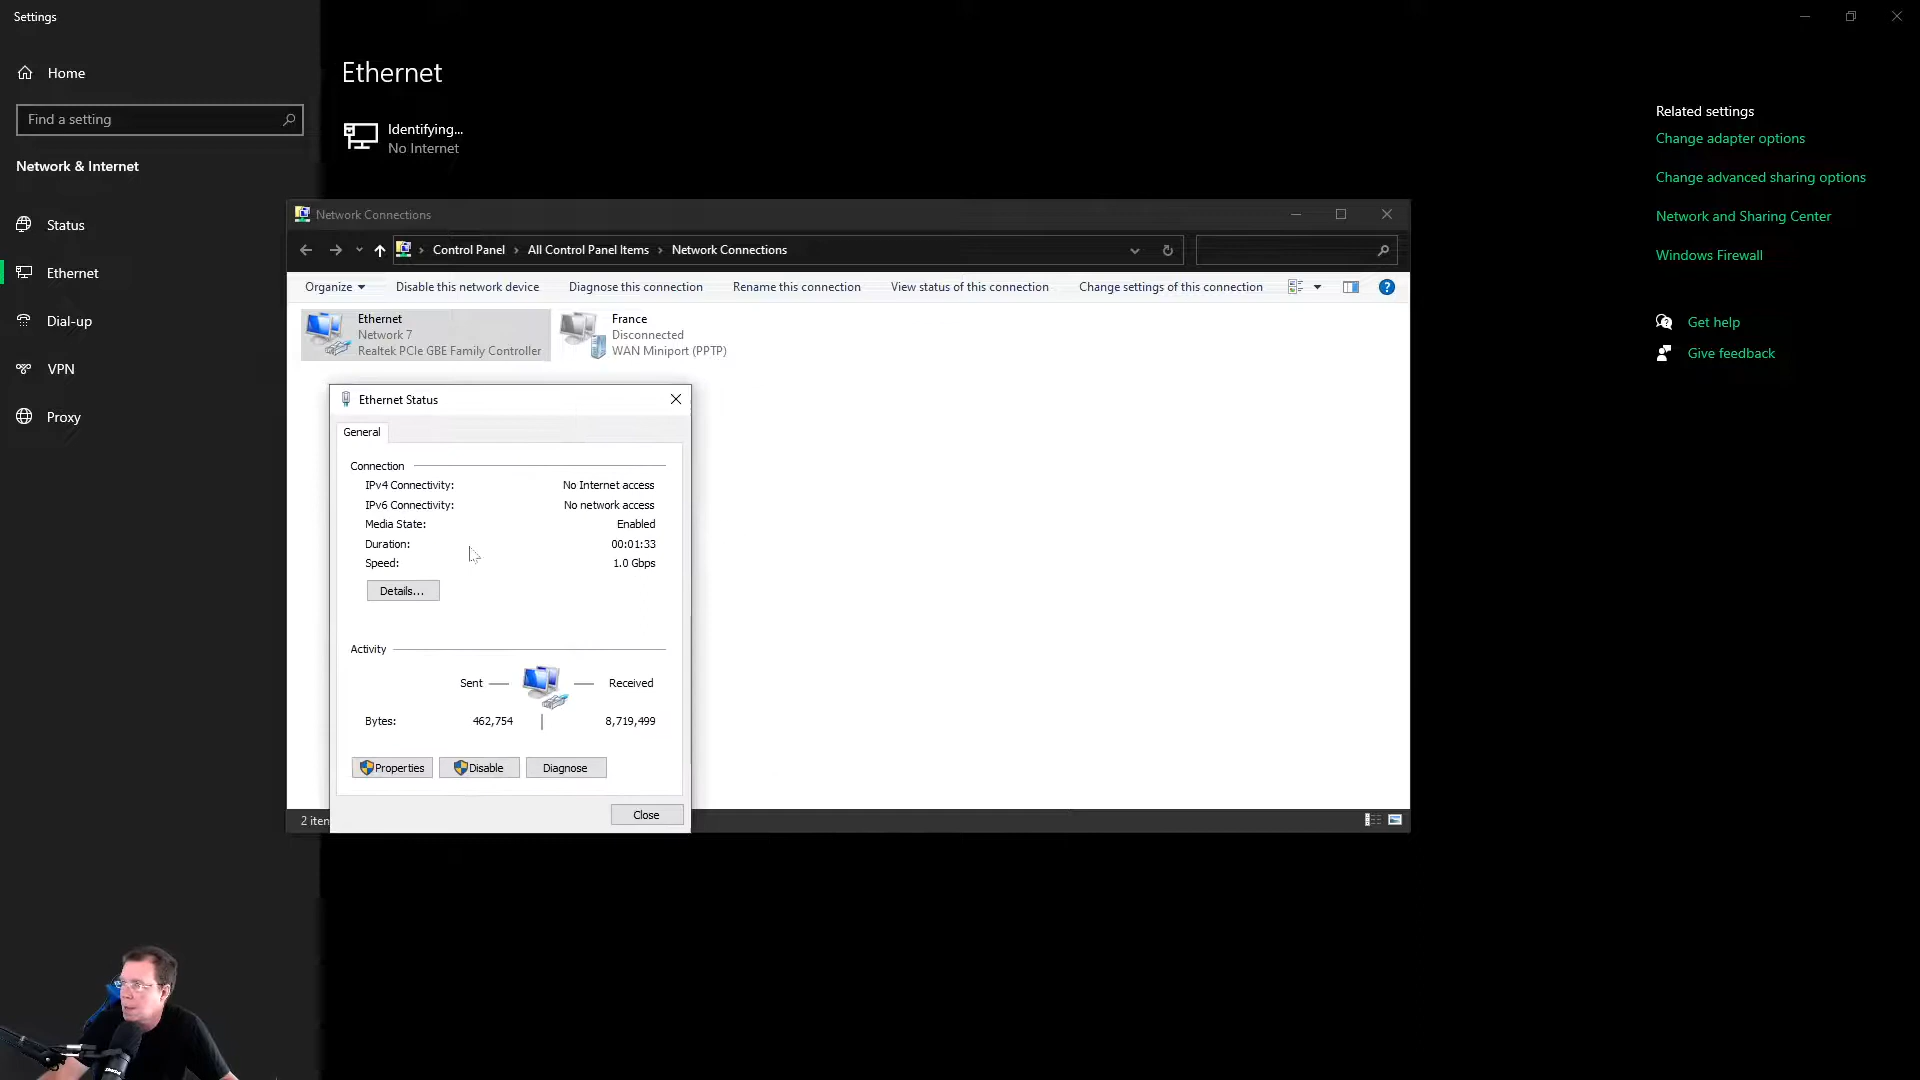 Settings
Home
Find a setting
Network & Internet
Status
Ethernet
Dial-up
VPN
Proxy
Ethernet
Identifying...
No Internet
Related settings
Change adapter options
Change advanced sharing options
Network and Sharing Center
Windows Firewall
Get help
Give feedback
Network Connections
Control Panel > All Control Panel Items > Network Connections
Organize Disable this network device Diagnose this connection Rename this connection View status of this connection Change settings of this connection
Ethernet
Network 7
Realtek PCIe GBE Family Controller
France
Disconnected
WAN Miniport (PPTP)
Ethernet Status
General
Connection
IPv4 Connectivity: No Internet access
IPv6 Connectivity: No network access
Media State: Enabled
Duration: 00:01:33
Speed: 1.0 Gbps
Details...
Activity
Sent Received
Bytes: 462,754 8,719,499
Properties Disable Diagnose
Close
2 iten